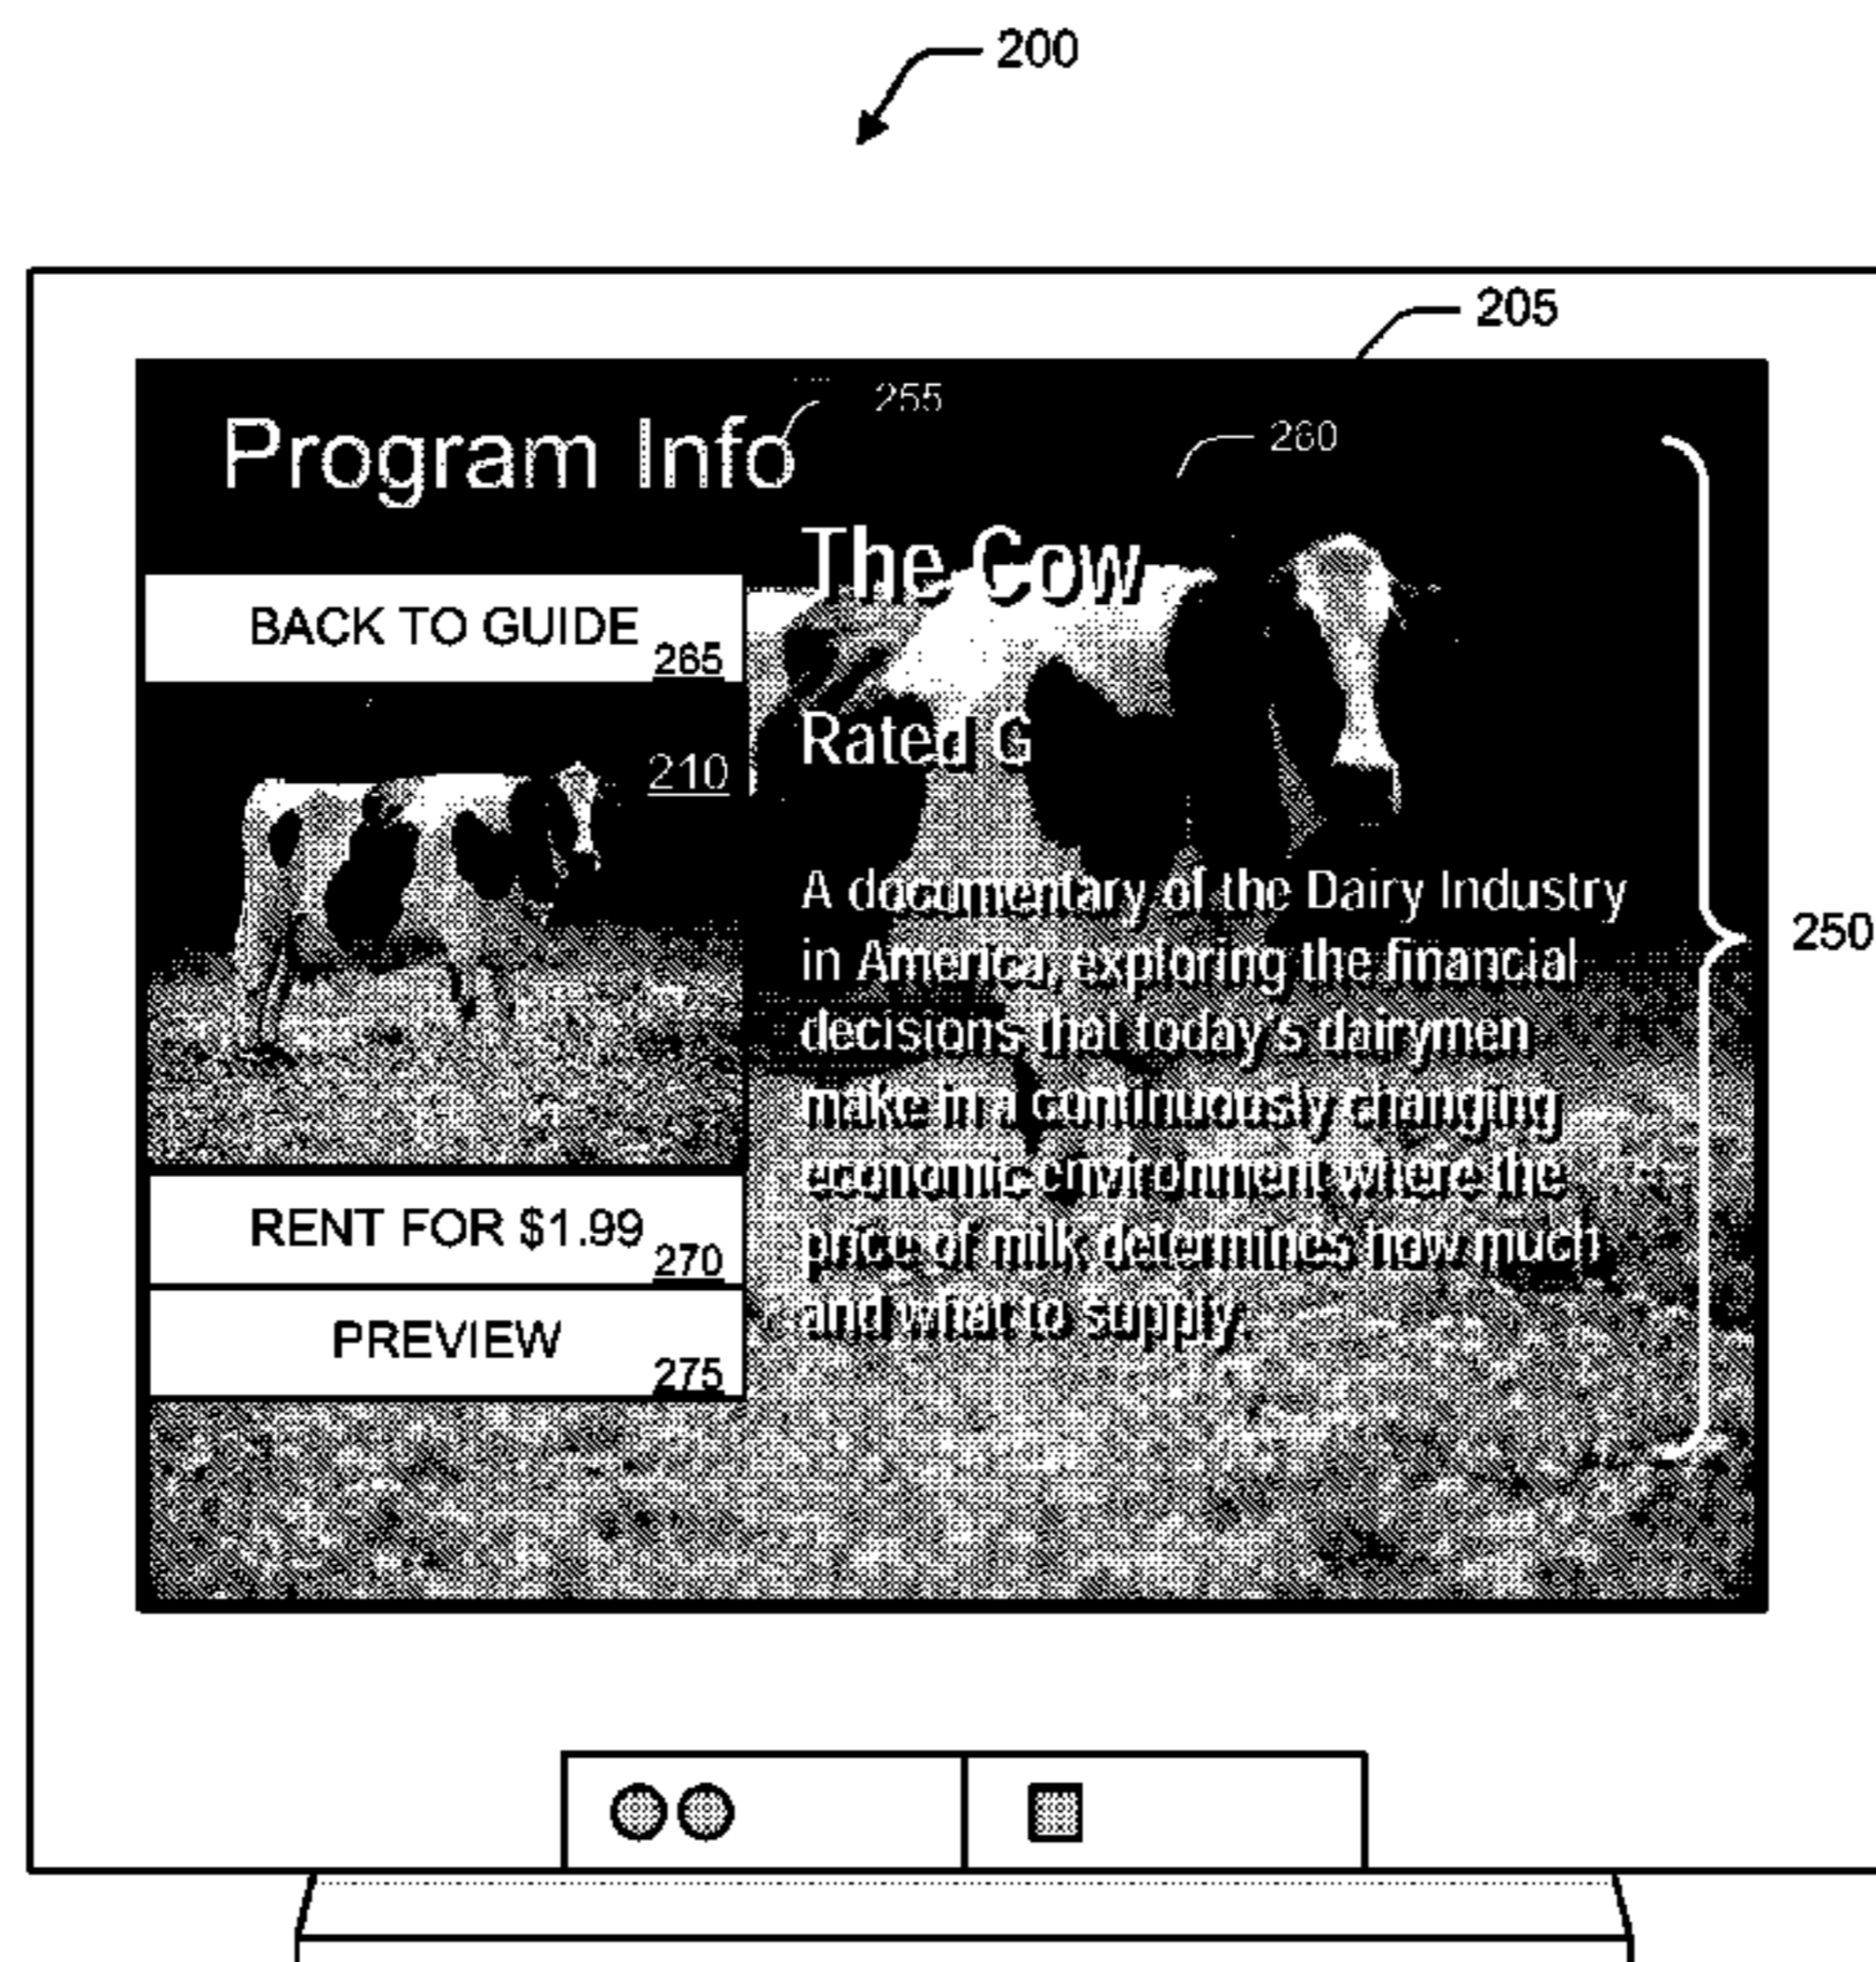 200
205
255
Program Info
260
The Cow
BACK TO GUIDE
265
Rated G
210
A documentary of the Dairy Industry
in America, exploring the financial
250
decisions that today's dairymen
make in a continuously changing
economic environment where the
RENT FOR $1.99
270
price of milk determines how much
and what to supply.
PREVIEW
275